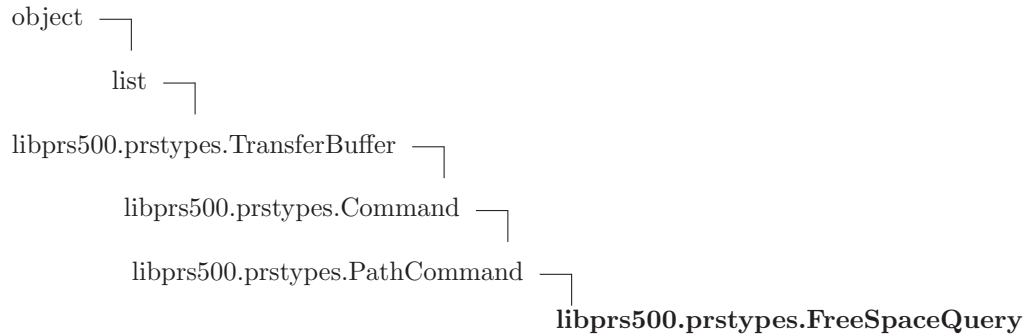 object
list
libprs500.prstypes.TransferBuffer
libprs500.prstypes.Command
libprs500.prstypes.PathCommand
libprs500.prstypes.FreeSpaceQuery